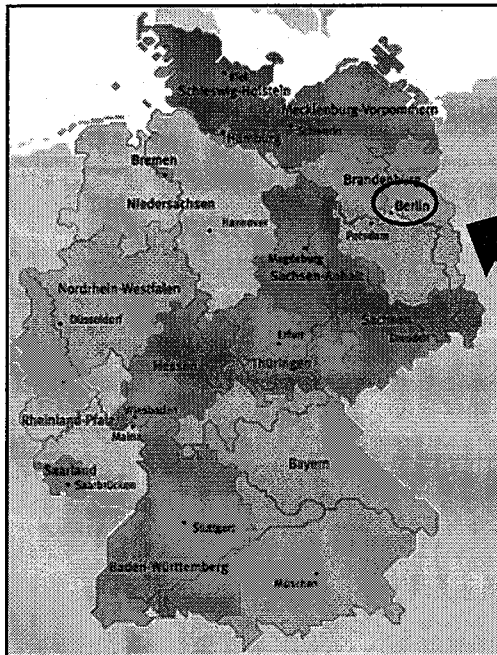 Kiel
Schleswig-Holstein
Mecklenburg-Vorpommern
Hamburg
Schwerin
Bremen
Brandenburg
Niedersachsen
Berlin
Hannover
Potsdam
Magdeburg
Sachsen-Anhalt
Nordrhein-Westfalen
Düsseldorf
Sachsen
Erfurt
Dresden
Hessen
Thüringen
Wiesbaden
Rheinland-Pfalz
Mainz
Bayern
Saarland
Saarbrücken
Stuttgart
Baden-Württemberg
München